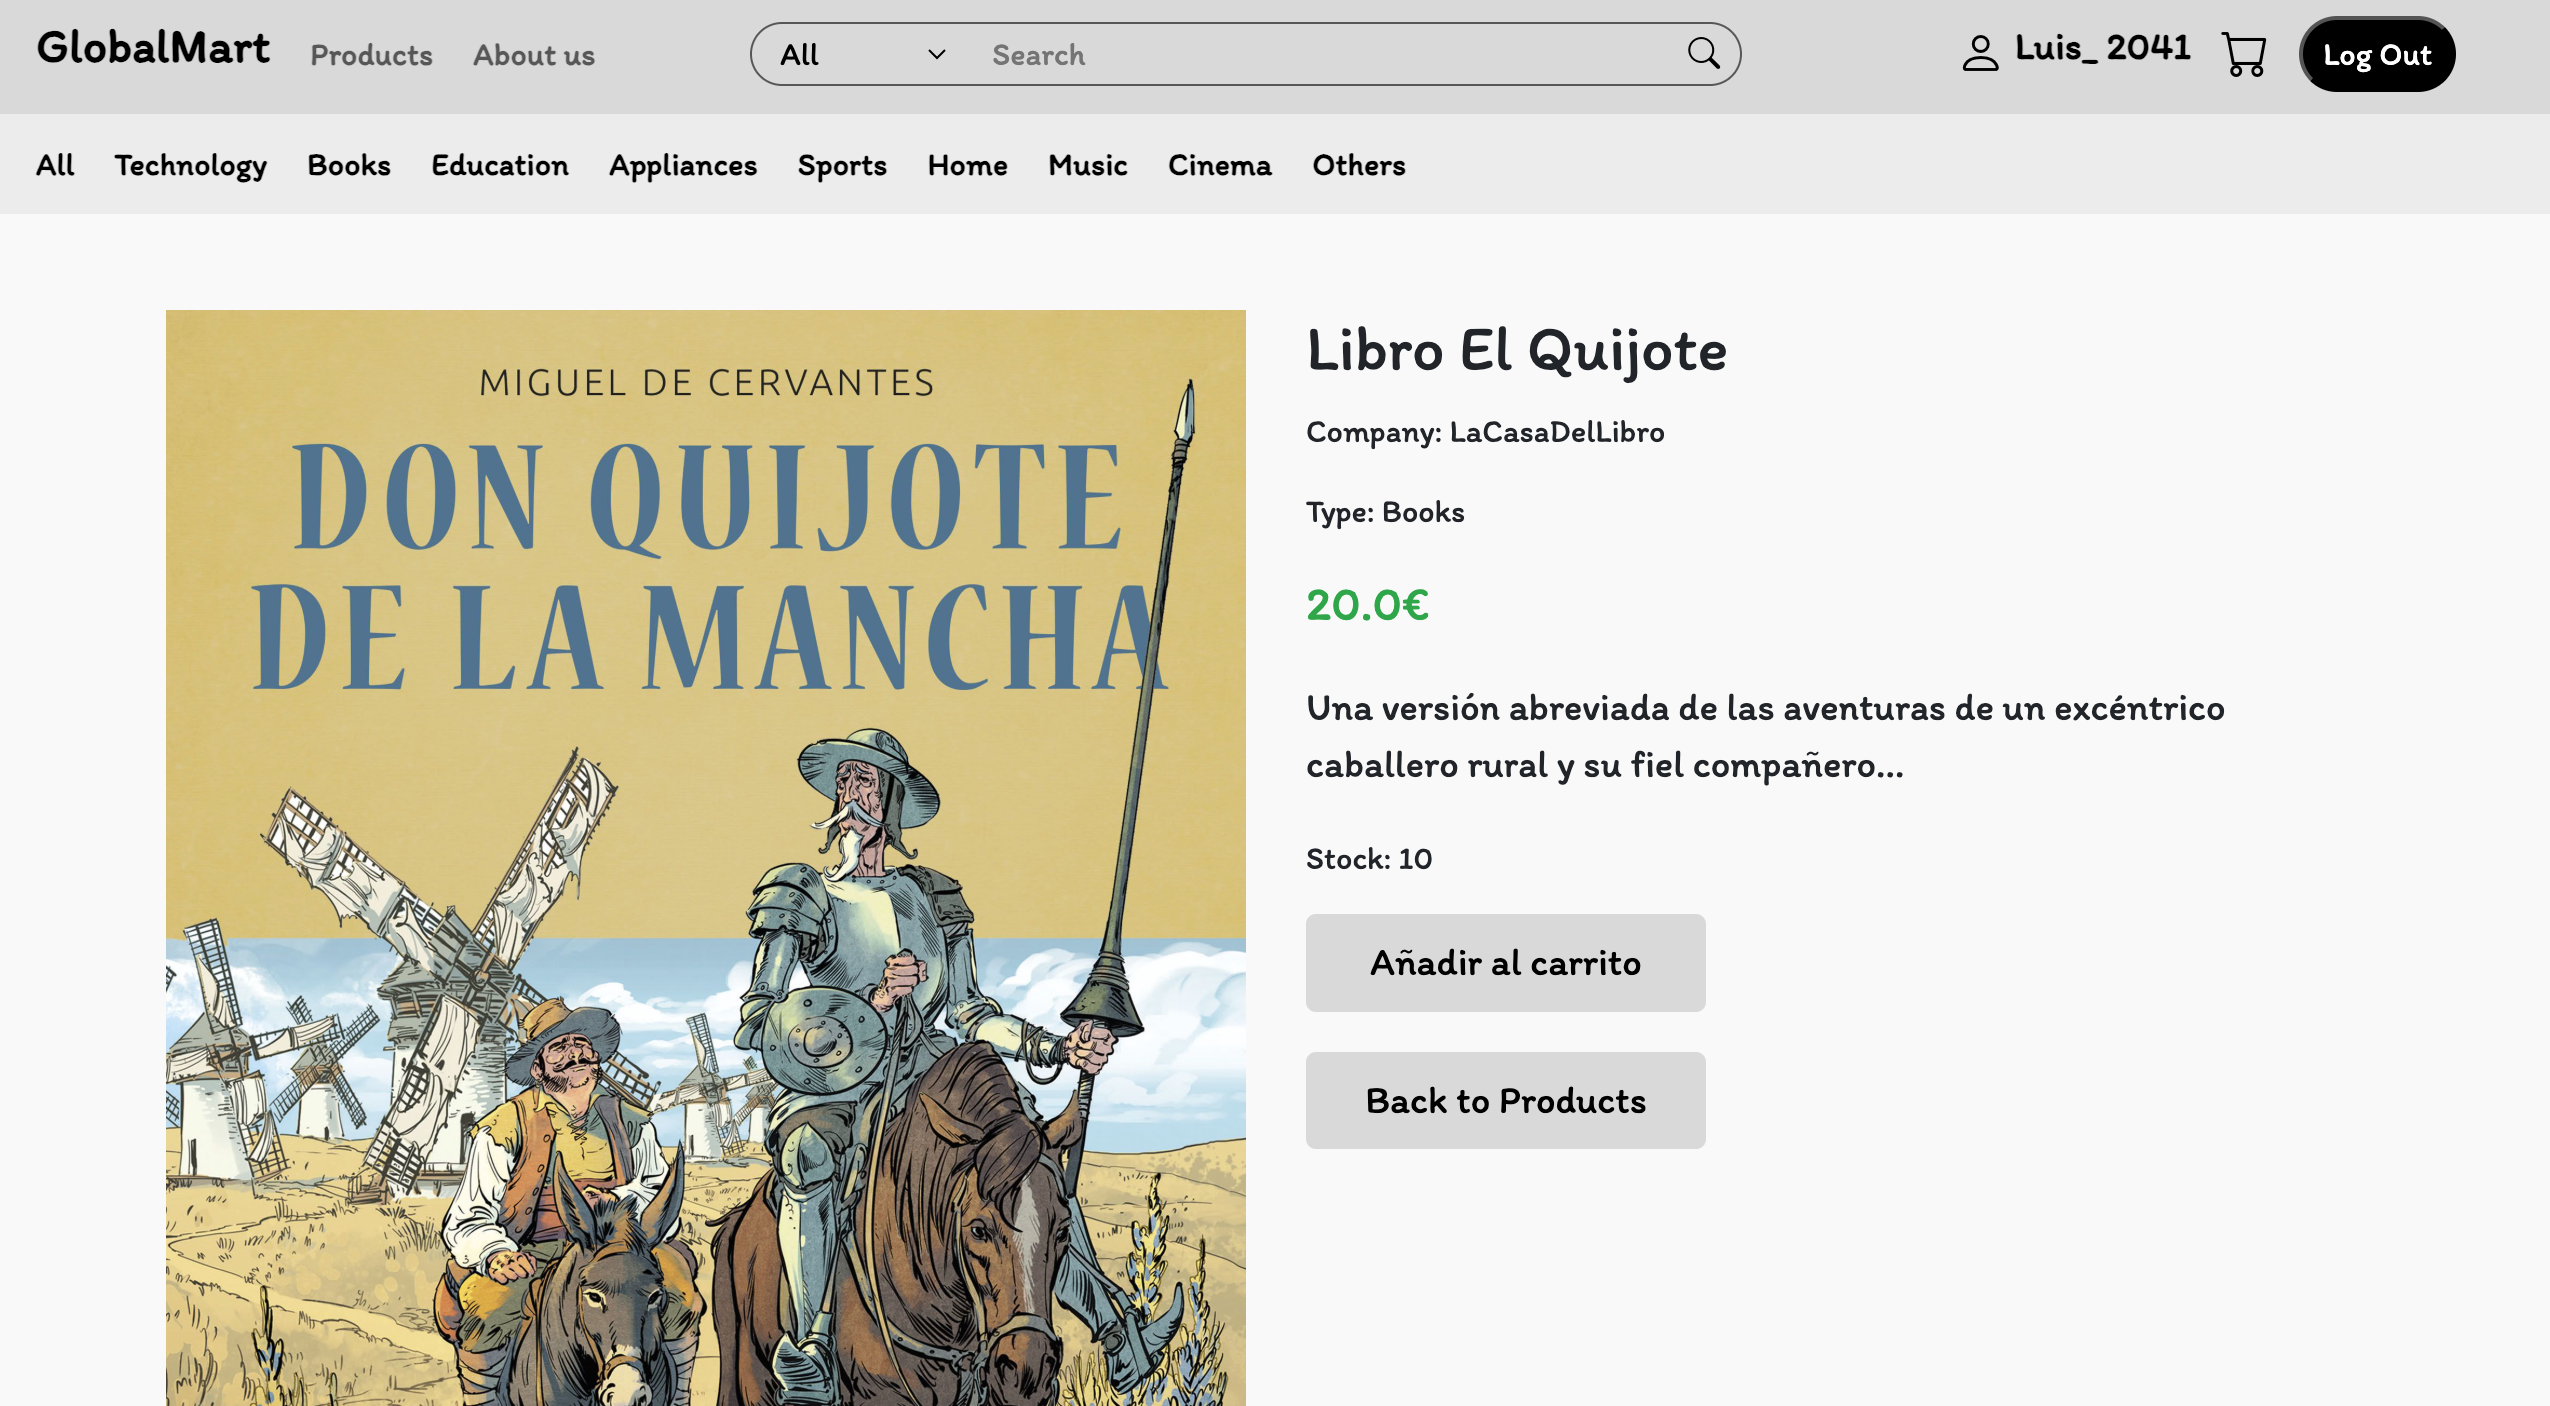 GlobalMart Products About us All Search Luis_ 2041 Log Out
All Technology Books Education Appliances Sports Home Music Cinema Others
MIGUEL DE CERVANTES
DON QUIJOTE
DE LA MANCHA
Libro El Quijote
Company: LaCasaDelLibro
Type: Books
20.0€
Una versión abreviada de las aventuras de un excéntrico
caballero rural y su fiel compañero...
Stock: 10
Añadir al carrito
Back to Products